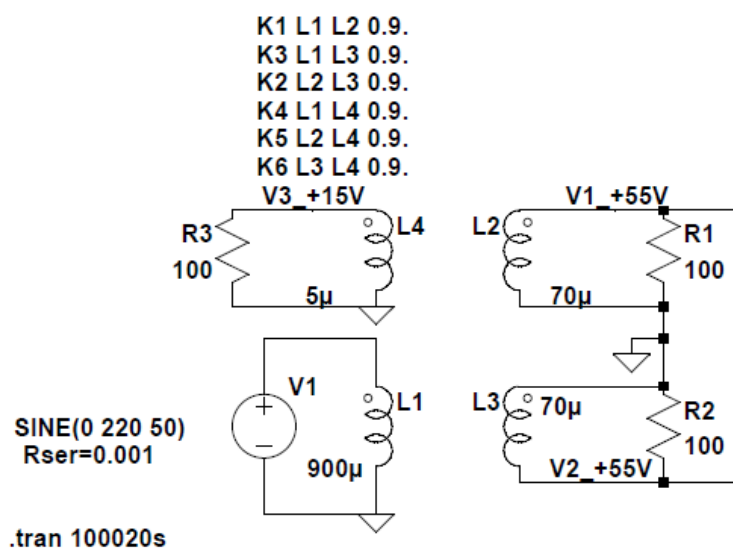 K1 L1 L2 0.9.
K3 L1 L3 0.9.
K2 L2 L3 0.9.
K4 L1 L4 0.9.
K5 L2 L4 0.9.
K6 L3 L4 0.9.
V3_+15V
V1_+55V
R3
L4
L2
R1
100
100
5µ
70µ
V1
+
−
L1
L3
70µ
R2
SINE(0 220 50)
Rser=0.001
900µ
100
V2_+55V
.tran 100020s